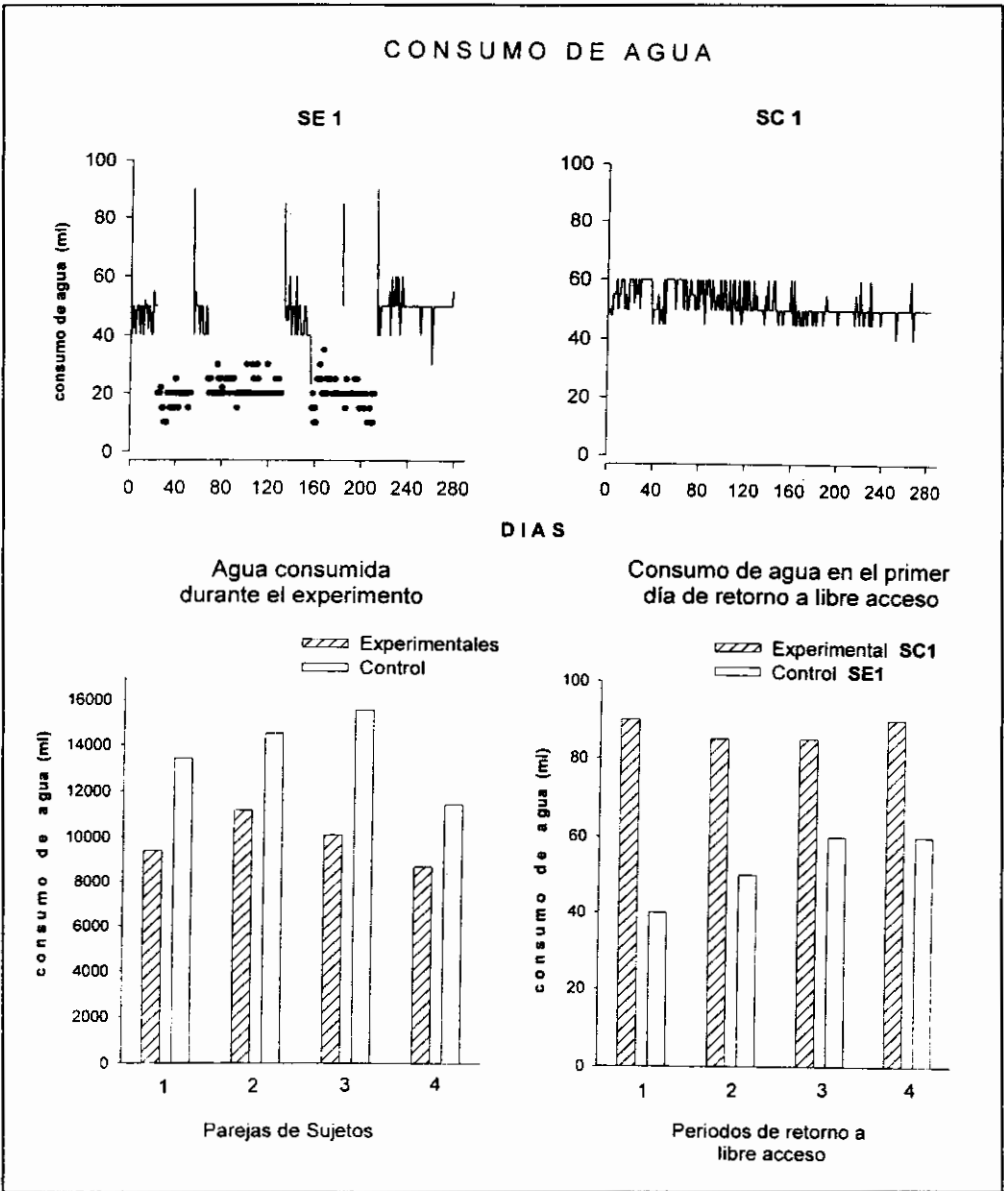 CONSUMO DE AGUA
SE 1
consumo de agua (ml)
100
80
60
40
20
0
0 40 80 120 160 200 240 280
SC 1
100
80
60
40
20
0
0 40 80 120 160 200 240 280
DIAS
Agua consumida
durante el experimento
Experimentales
Control
consumo de agua (ml)
16000
14000
12000
10000
8000
6000
4000
2000
0
1 2 3 4
Parejas de Sujetos
Consumo de agua en el primer
día de retorno a libre acceso
Experimental SC1
Control SE1
consumo de agua (ml)
100
80
60
40
20
0
1 2 3 4
Periodos de retorno a
libre acceso